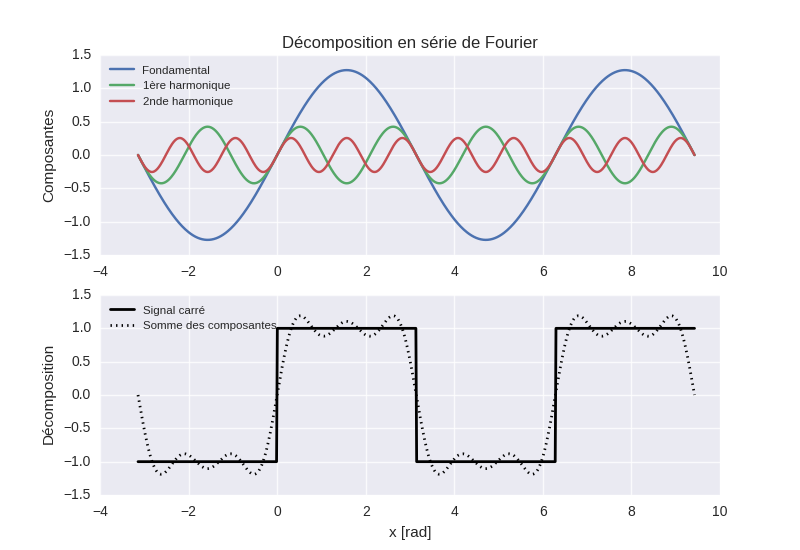 Décomposition en série de Fourier
1.5
1.0
0.5
0.0
−0.5
−1.0
−1.5
Composantes
Fondamental
1ère harmonique
2nde harmonique
−4 −2 0 2 4 6 8 10
1.5
1.0
0.5
0.0
−0.5
−1.0
−1.5
Décomposition
Signal carré
Somme des composantes
−4 −2 0 2 4 6 8 10
x [rad]